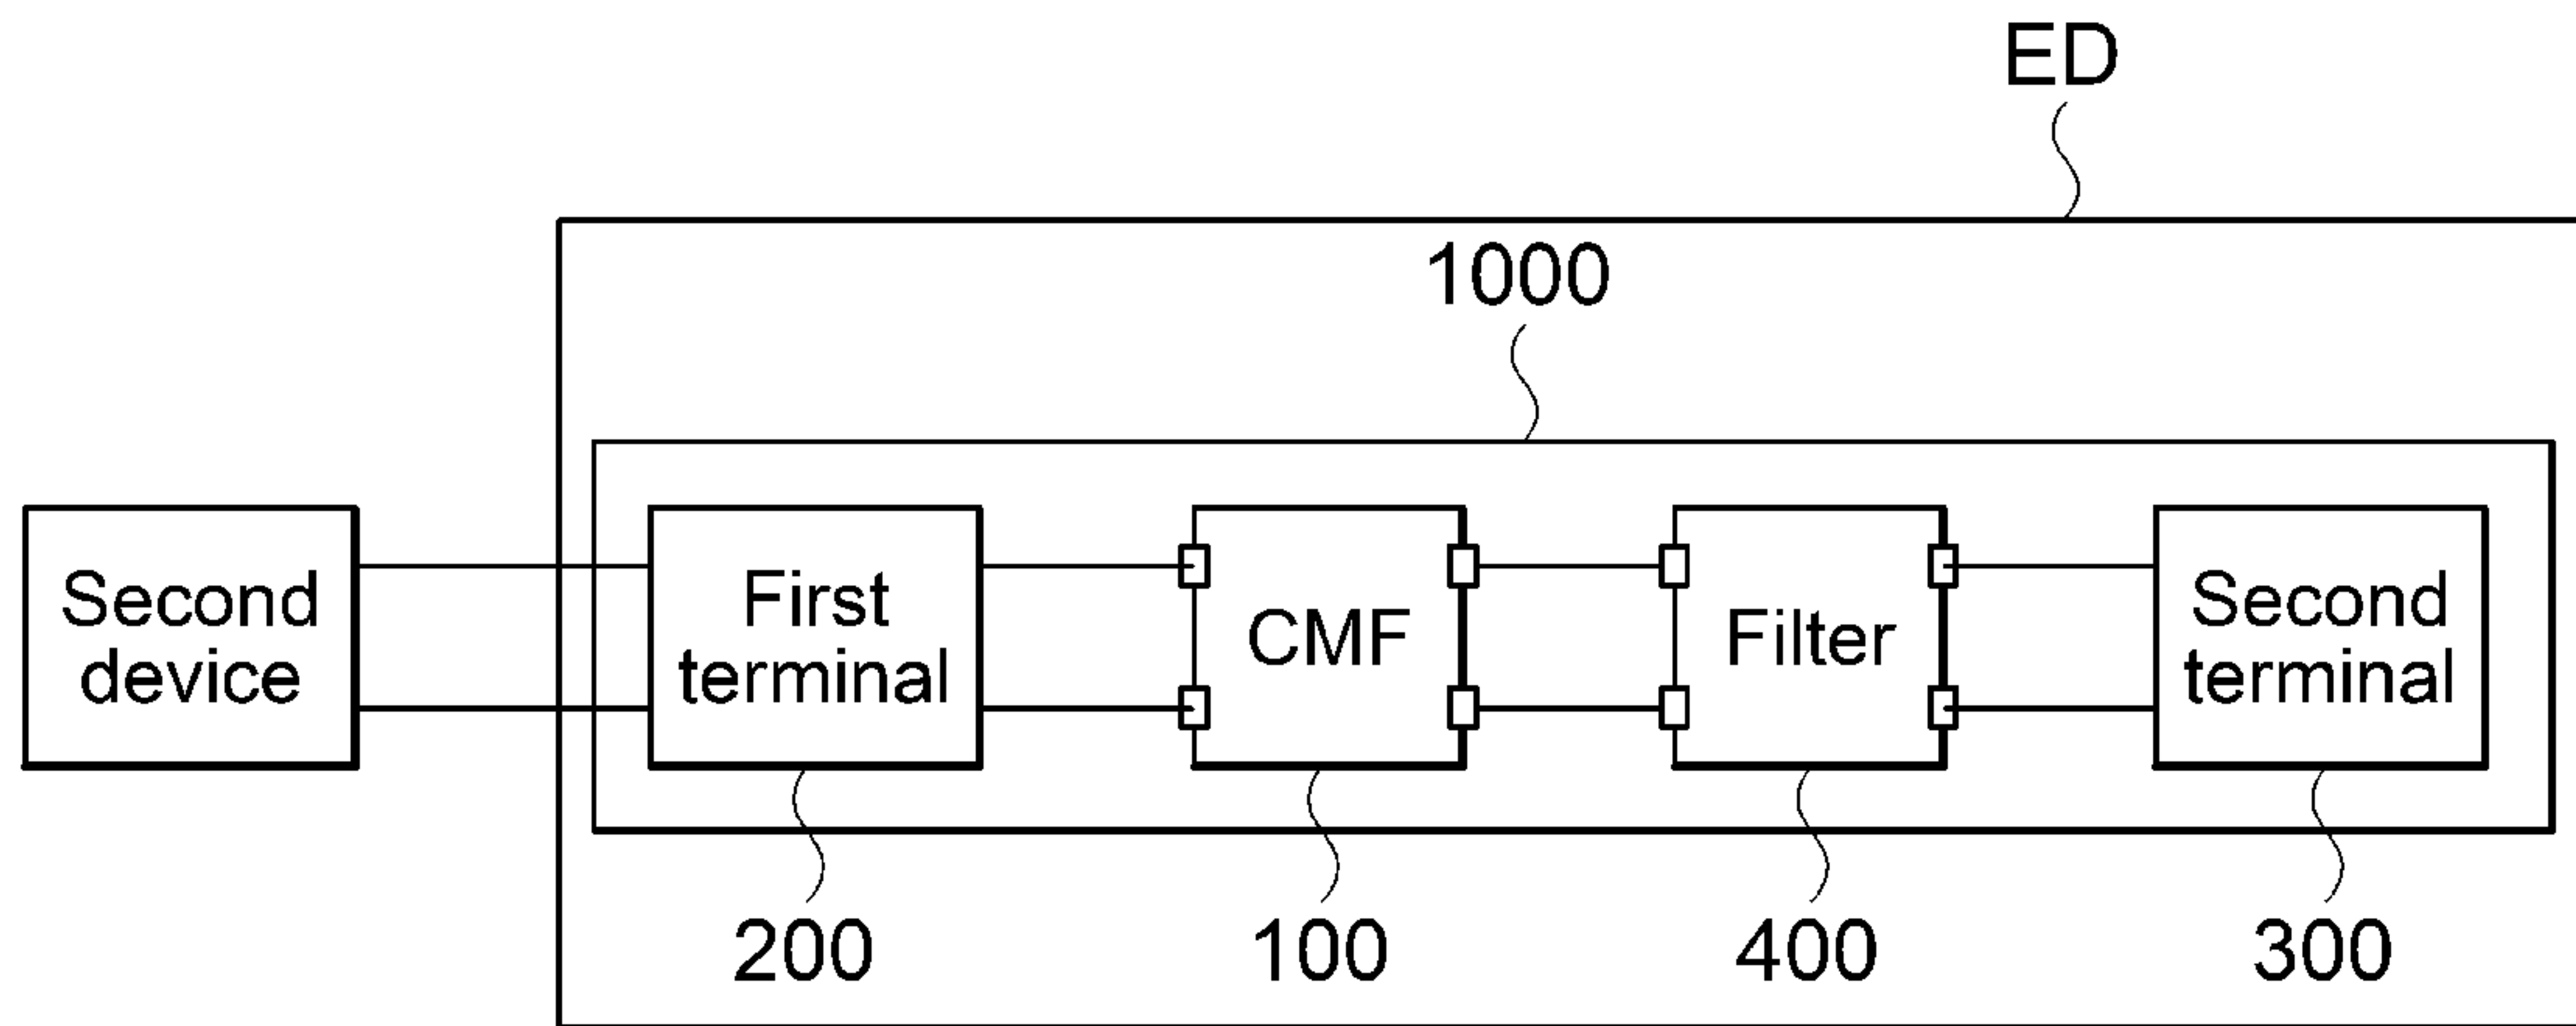 ED
1000
Second
device
First
terminal
CMF
Filter
Second
terminal
200
100
400
300